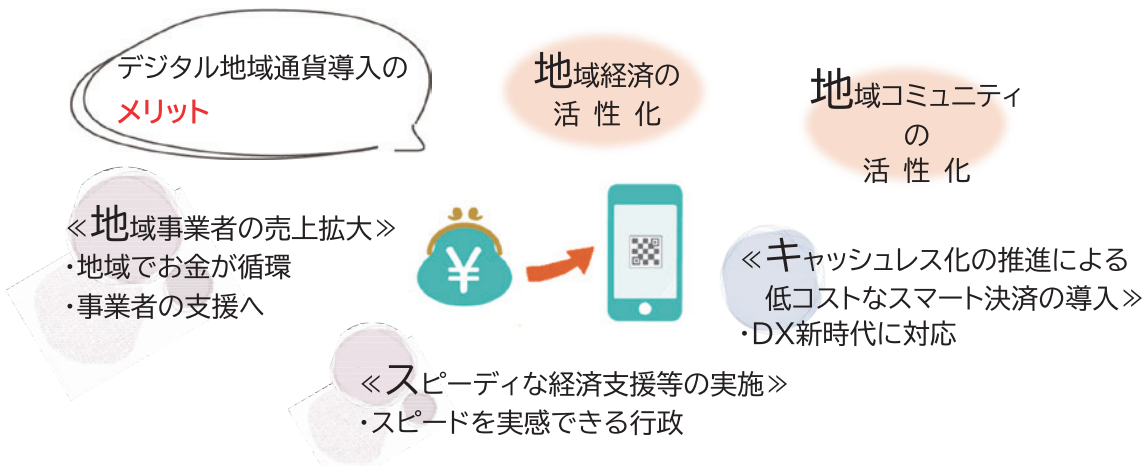 デジタル地域通貨導入の
メリット
地域経済の
活性化
地域コミュニティ
の
活性化
≪地域事業者の売上拡大≫
・地域でお金が循環
・事業者の支援へ
¥
≪キャッシュレス化の推進による
低コストなスマート決済の導入≫
・DX新時代に対応
≪スピーディな経済支援等の実施≫
・スピードを実感できる行政